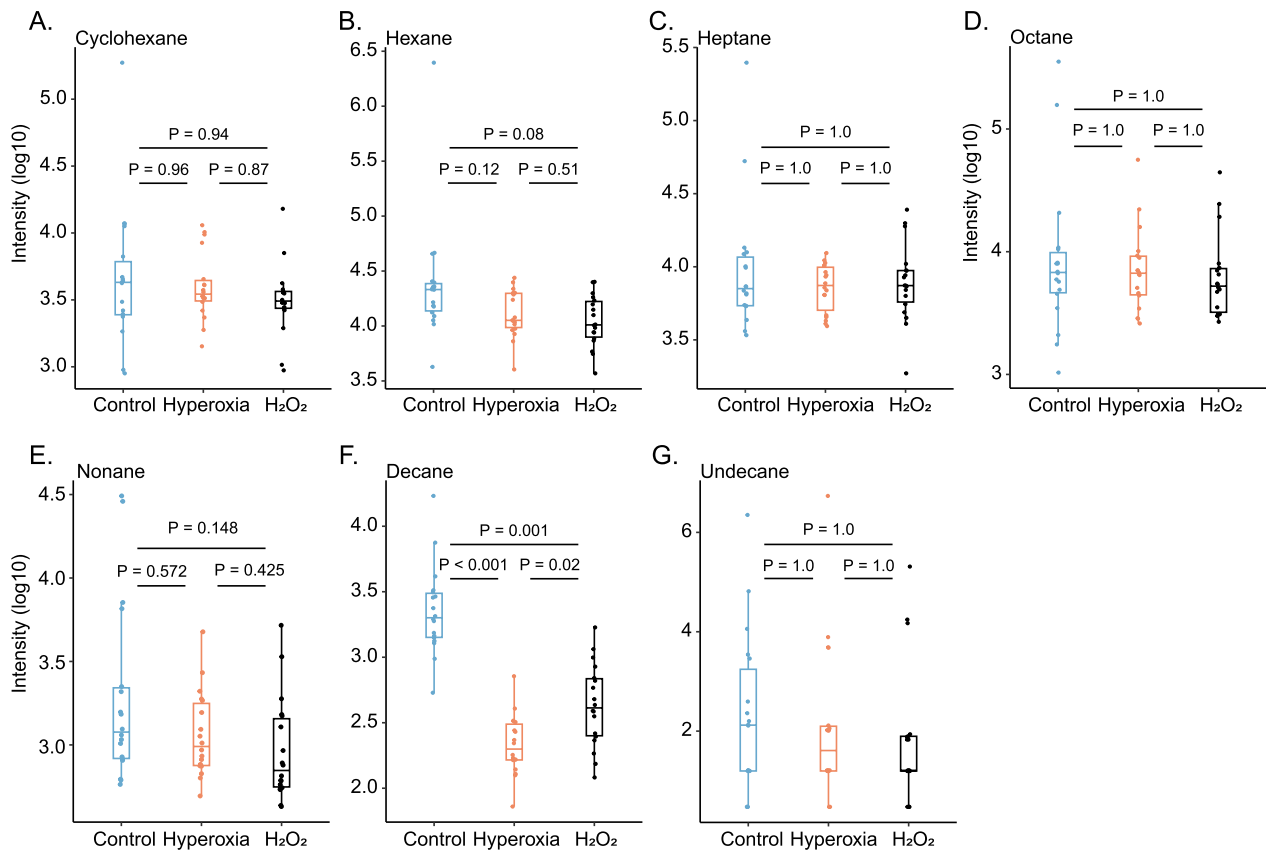 A.
Cyclohexane
Intensity (log10)
5.0
4.5
4.0
3.5
3.0
P = 0.94
P = 0.96
P = 0.87
Control Hyperoxia H₂O₂
B.
Hexane
6.5
6.0
5.5
5.0
4.5
4.0
3.5
P = 0.08
P = 0.12
P = 0.51
Control Hyperoxia H₂O₂
C.
Heptane
5.5
5.0
4.5
4.0
3.5
P = 1.0
P = 1.0
P = 1.0
Control Hyperoxia H₂O₂
D.
Octane
Intensity (log10)
5
4
3
P = 1.0
P = 1.0
P = 1.0
Control Hyperoxia H₂O₂
E.
Nonane
Intensity (log10)
4.5
4.0
3.5
3.0
P = 0.148
P = 0.572
P = 0.425
Control Hyperoxia H₂O₂
F.
Decane
4.0
3.5
3.0
2.5
2.0
P = 0.001
P < 0.001
P = 0.02
Control Hyperoxia H₂O₂
G.
Undecane
6
4
2
P = 1.0
P = 1.0
P = 1.0
Control Hyperoxia H₂O₂